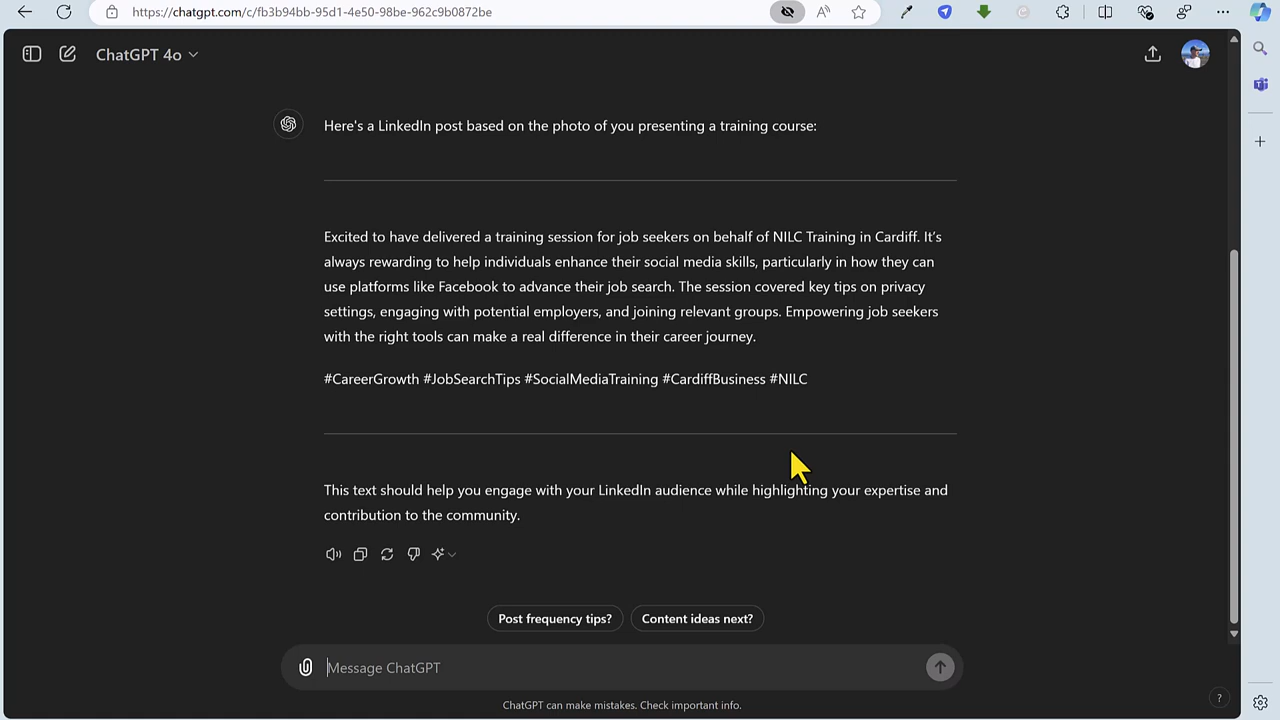 https://chatgpt.com/c/fb3b94bb-95d1-4e50-98be-962c9b0872be
ChatGPT 4o
Here's a LinkedIn post based on the photo of you presenting a training course:
Excited to have delivered a training session for job seekers on behalf of NILC Training in Cardiff. It’s
always rewarding to help individuals enhance their social media skills, particularly in how they can
use platforms like Facebook to advance their job search. The session covered key tips on privacy
settings, engaging with potential employers, and joining relevant groups. Empowering job seekers
with the right tools can make a real difference in their career journey.
#CareerGrowth #JobSearchTips #SocialMediaTraining #CardiffBusiness #NILC
This text should help you engage with your LinkedIn audience while highlighting your expertise and
contribution to the community.
Post frequency tips? Content ideas next?
Message ChatGPT
ChatGPT can make mistakes. Check important info.
?